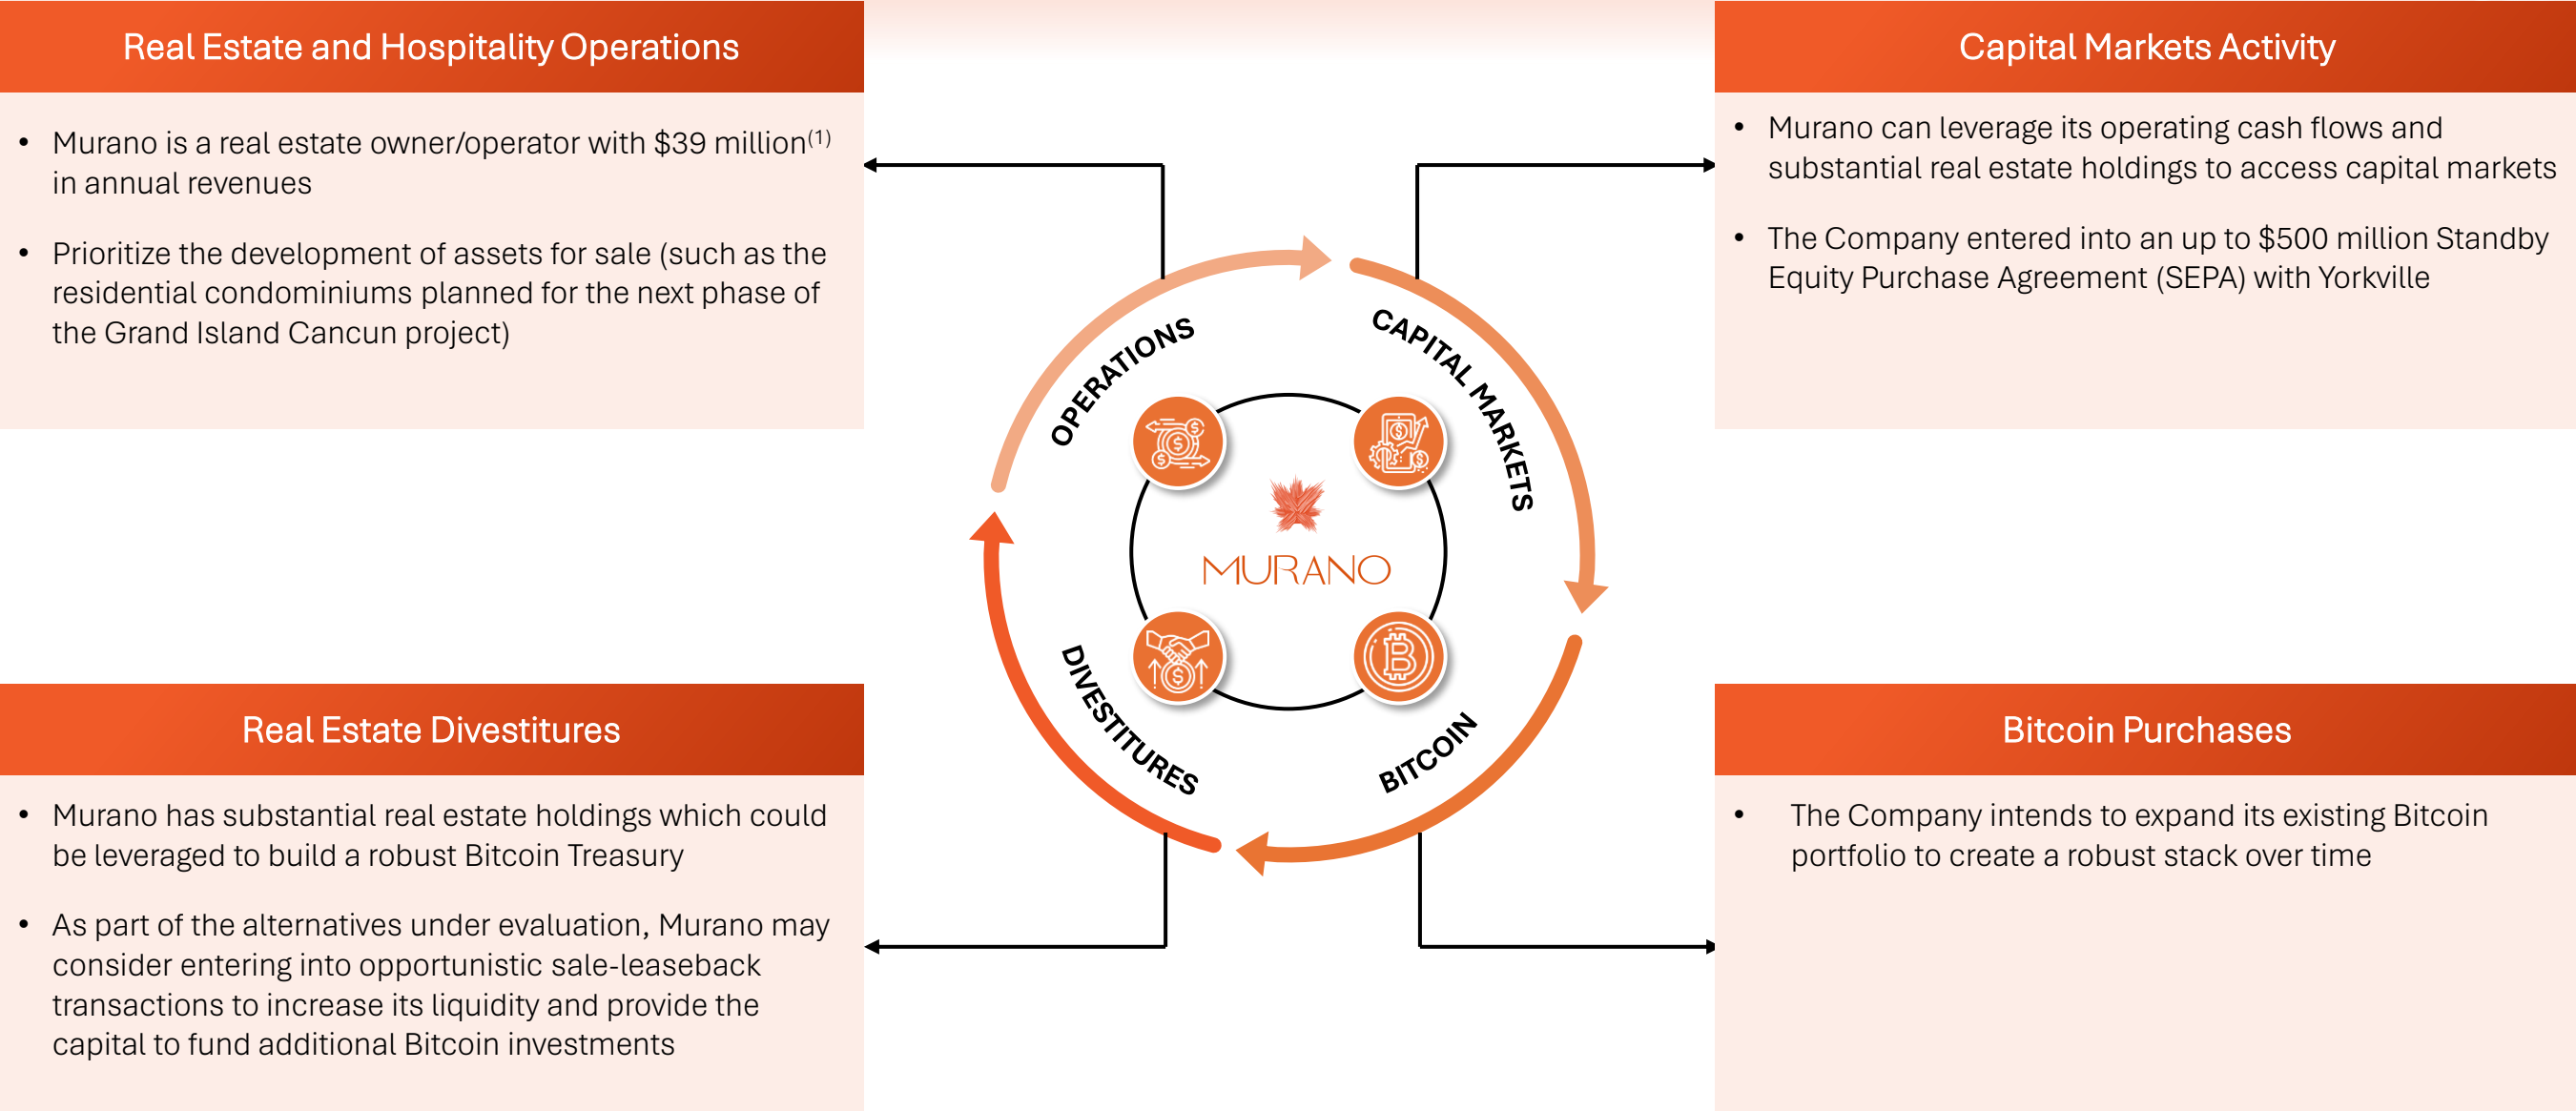 Real Estate and Hospitality Operations
• Murano is a real estate owner/operator with $39 million(1)
in annual revenues
• Prioritize the development of assets for sale (such as the
residential condominiums planned for the next phase of
the Grand Island Cancun project)
Capital Markets Activity
• Murano can leverage its operating cash flows and
substantial real estate holdings to access capital markets
• The Company entered into an up to $500 million Standby
Equity Purchase Agreement (SEPA) with Yorkville
OPERATIONS
CAPITAL MARKETS
MURANO
DIVESTITURES
BITCOIN
Real Estate Divestitures
• Murano has substantial real estate holdings which could
be leveraged to build a robust Bitcoin Treasury
• As part of the alternatives under evaluation, Murano may
consider entering into opportunistic sale-leaseback
transactions to increase its liquidity and provide the
capital to fund additional Bitcoin investments
Bitcoin Purchases
• The Company intends to expand its existing Bitcoin
portfolio to create a robust stack over time